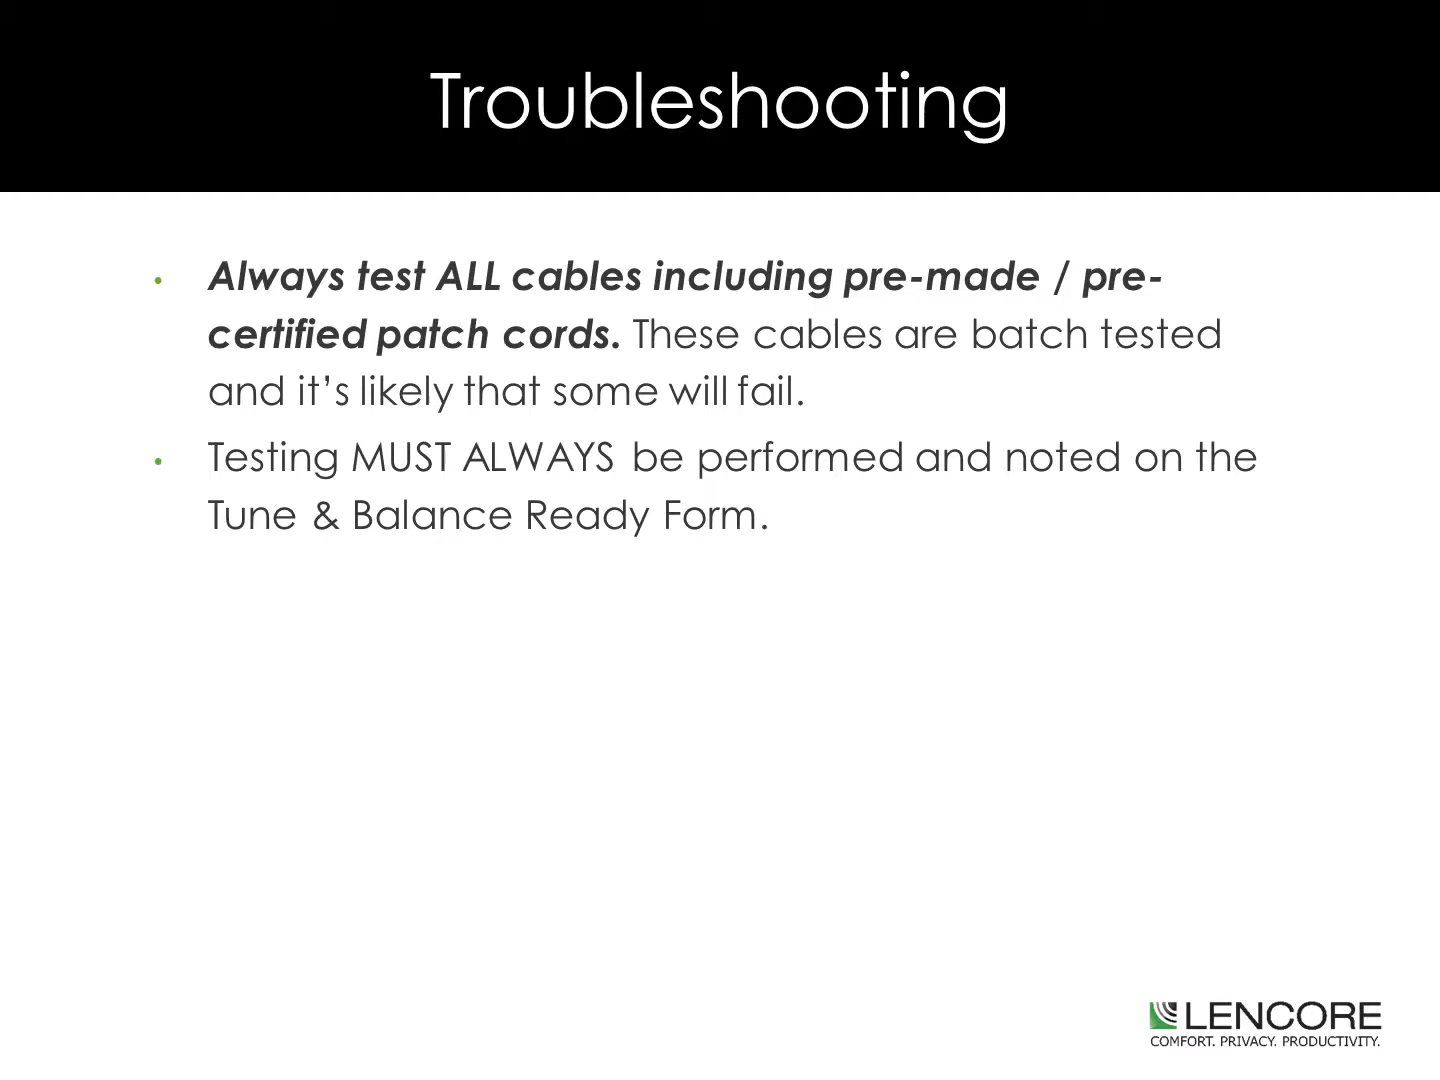 Troubleshooting
• Always test ALL cables including pre-made / pre-
certified patch cords. These cables are batch tested
and it’s likely that some will fail.
• Testing MUST ALWAYS be performed and noted on the
Tune & Balance Ready Form.
LENCORE
COMFORT. PRIVACY. PRODUCTIVITY.